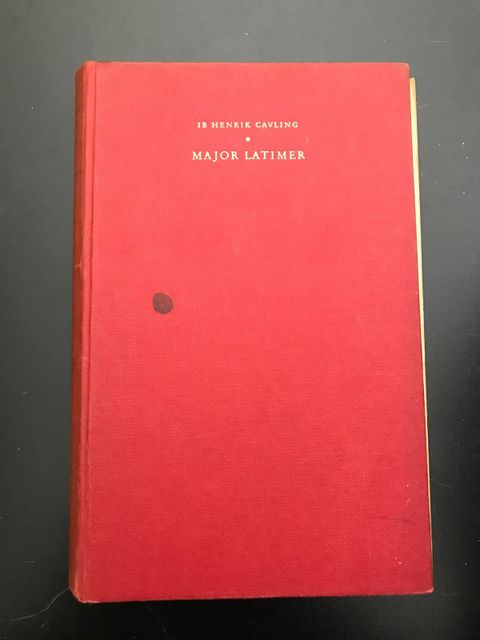 IB HENRIK CAVLING
*
MAJOR LATIMER